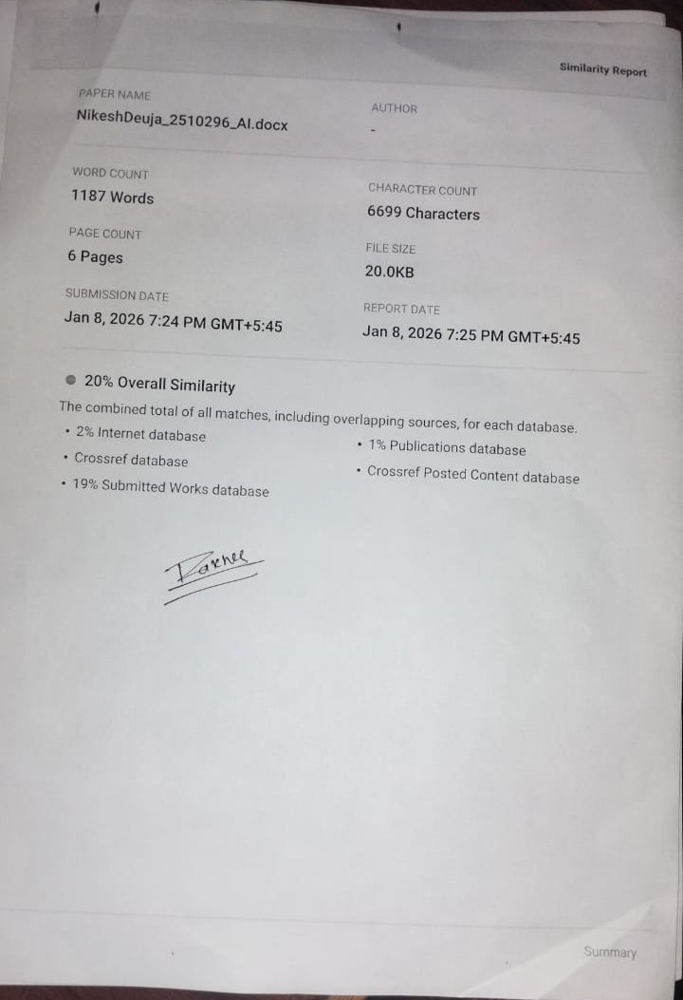 Similarity Report
PAPER NAME
NikeshDeuja_2510296_AI.docx
AUTHOR
-
WORD COUNT
1187 Words
CHARACTER COUNT
6699 Characters
PAGE COUNT
6 Pages
FILE SIZE
20.0KB
SUBMISSION DATE
Jan 8, 2026 7:24 PM GMT+5:45
REPORT DATE
Jan 8, 2026 7:25 PM GMT+5:45
20% Overall Similarity
The combined total of all matches, including overlapping sources, for each database.
• 2% Internet database
• 1% Publications database
• Crossref database
• Crossref Posted Content database
• 19% Submitted Works database
Summary